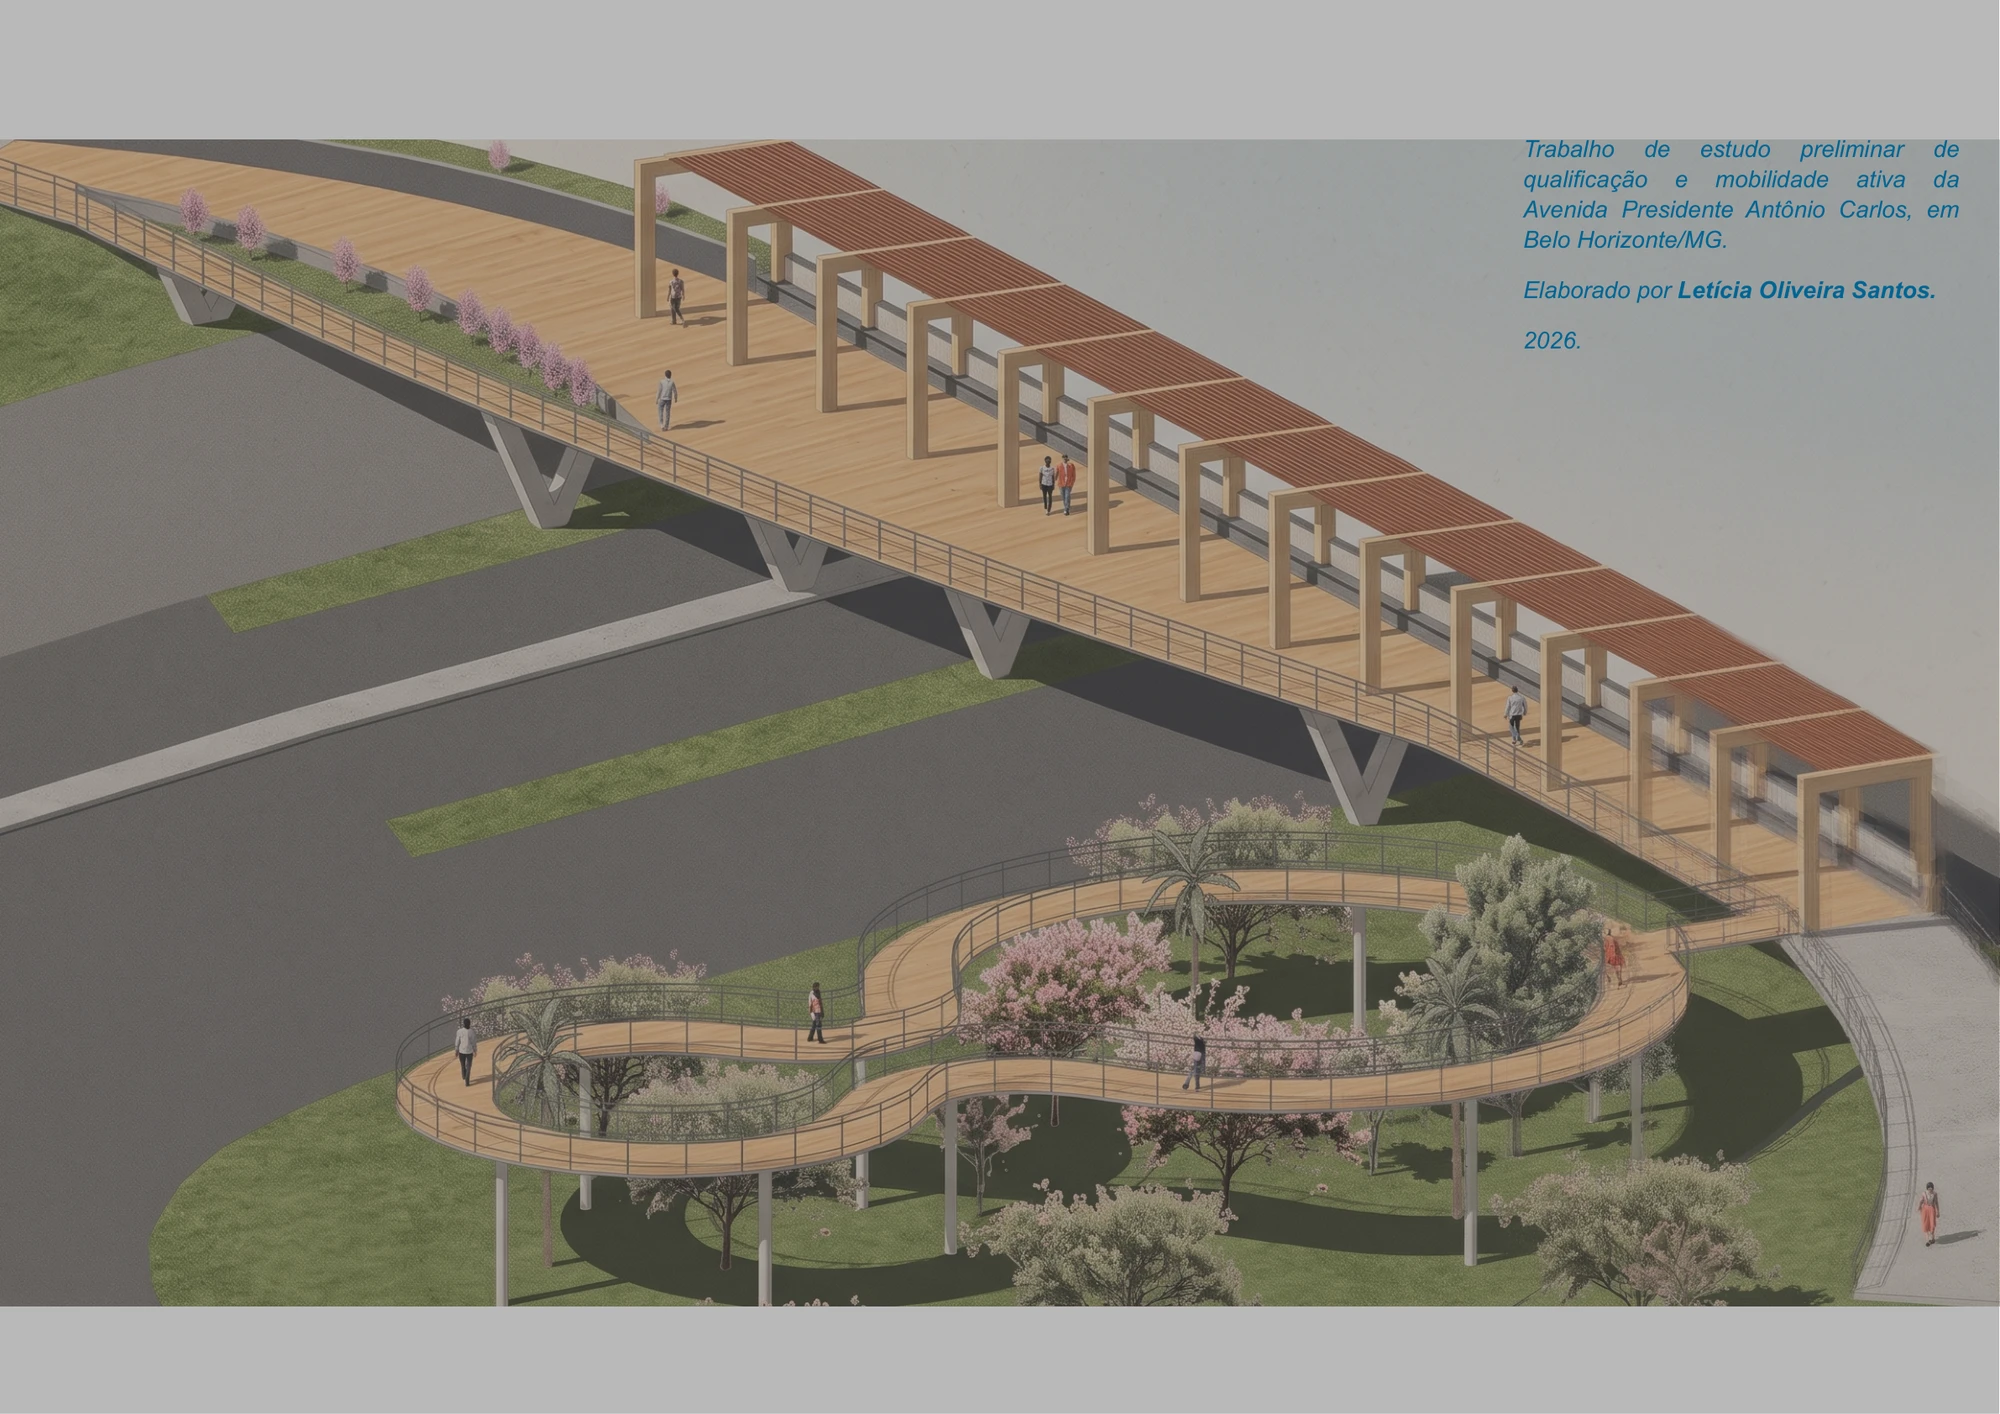 Trabalho de estudo preliminar de
qualificação e mobilidade ativa da
Avenida Presidente Antônio Carlos, em
Belo Horizonte/MG.
Elaborado por Letícia Oliveira Santos.
2026.